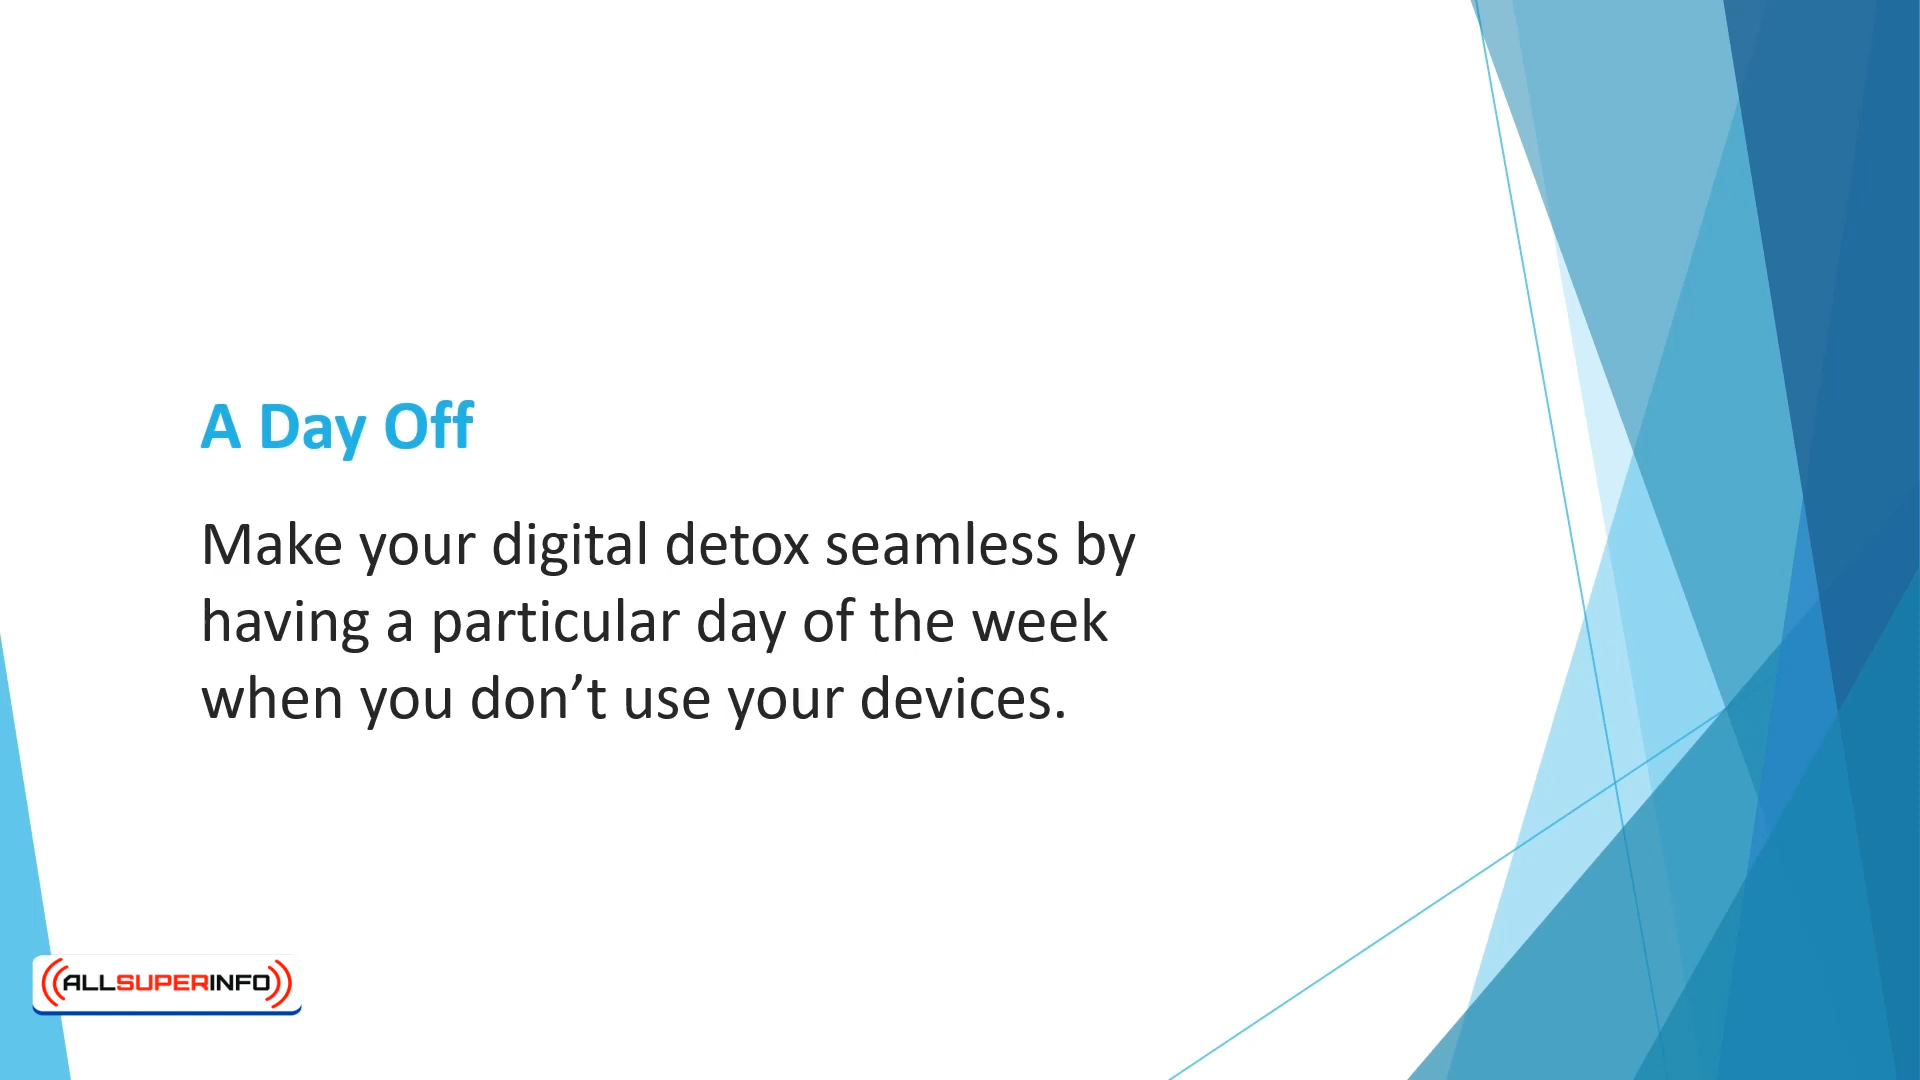 A Day Off
Make your digital detox seamless by
having a particular day of the week
when you don’t use your devices.
ALLSUPERINFO